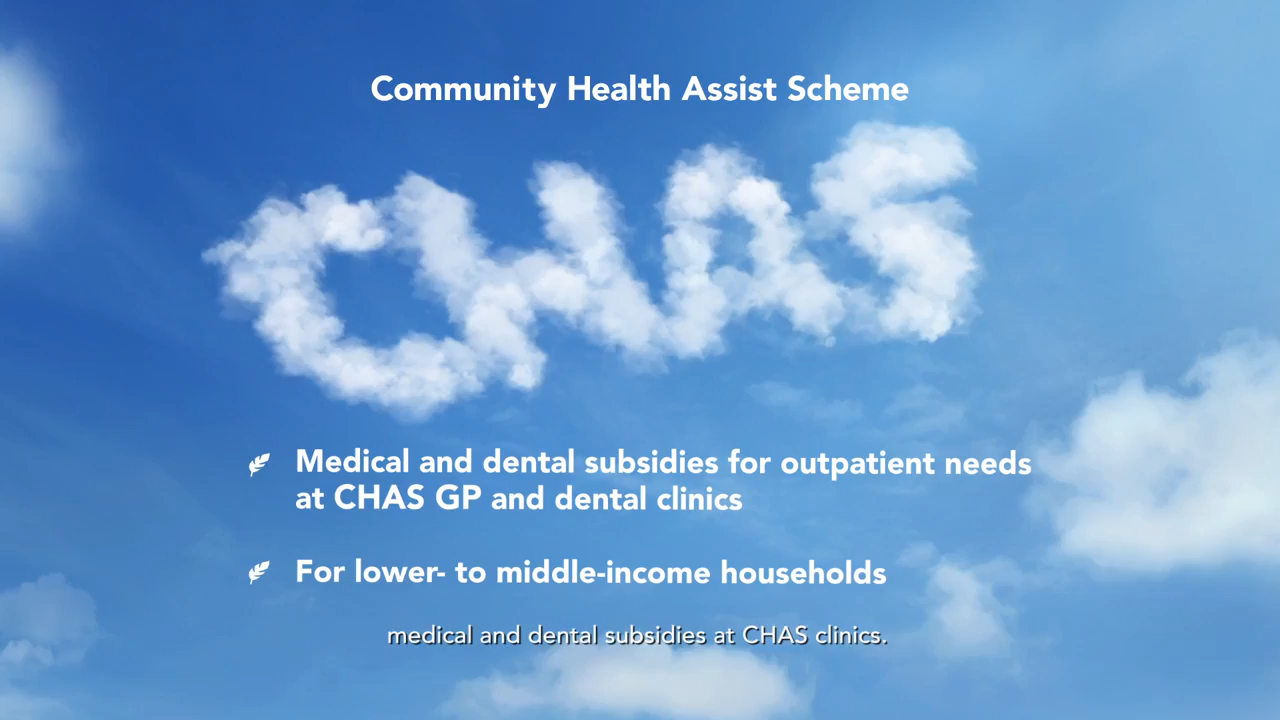 Community Health Assist Scheme
CHAS
Medical and dental subsidies for outpatient needs
at CHAS GP and dental clinics
For lower- to middle-income households
medical and dental subsidies at CHAS clinics.